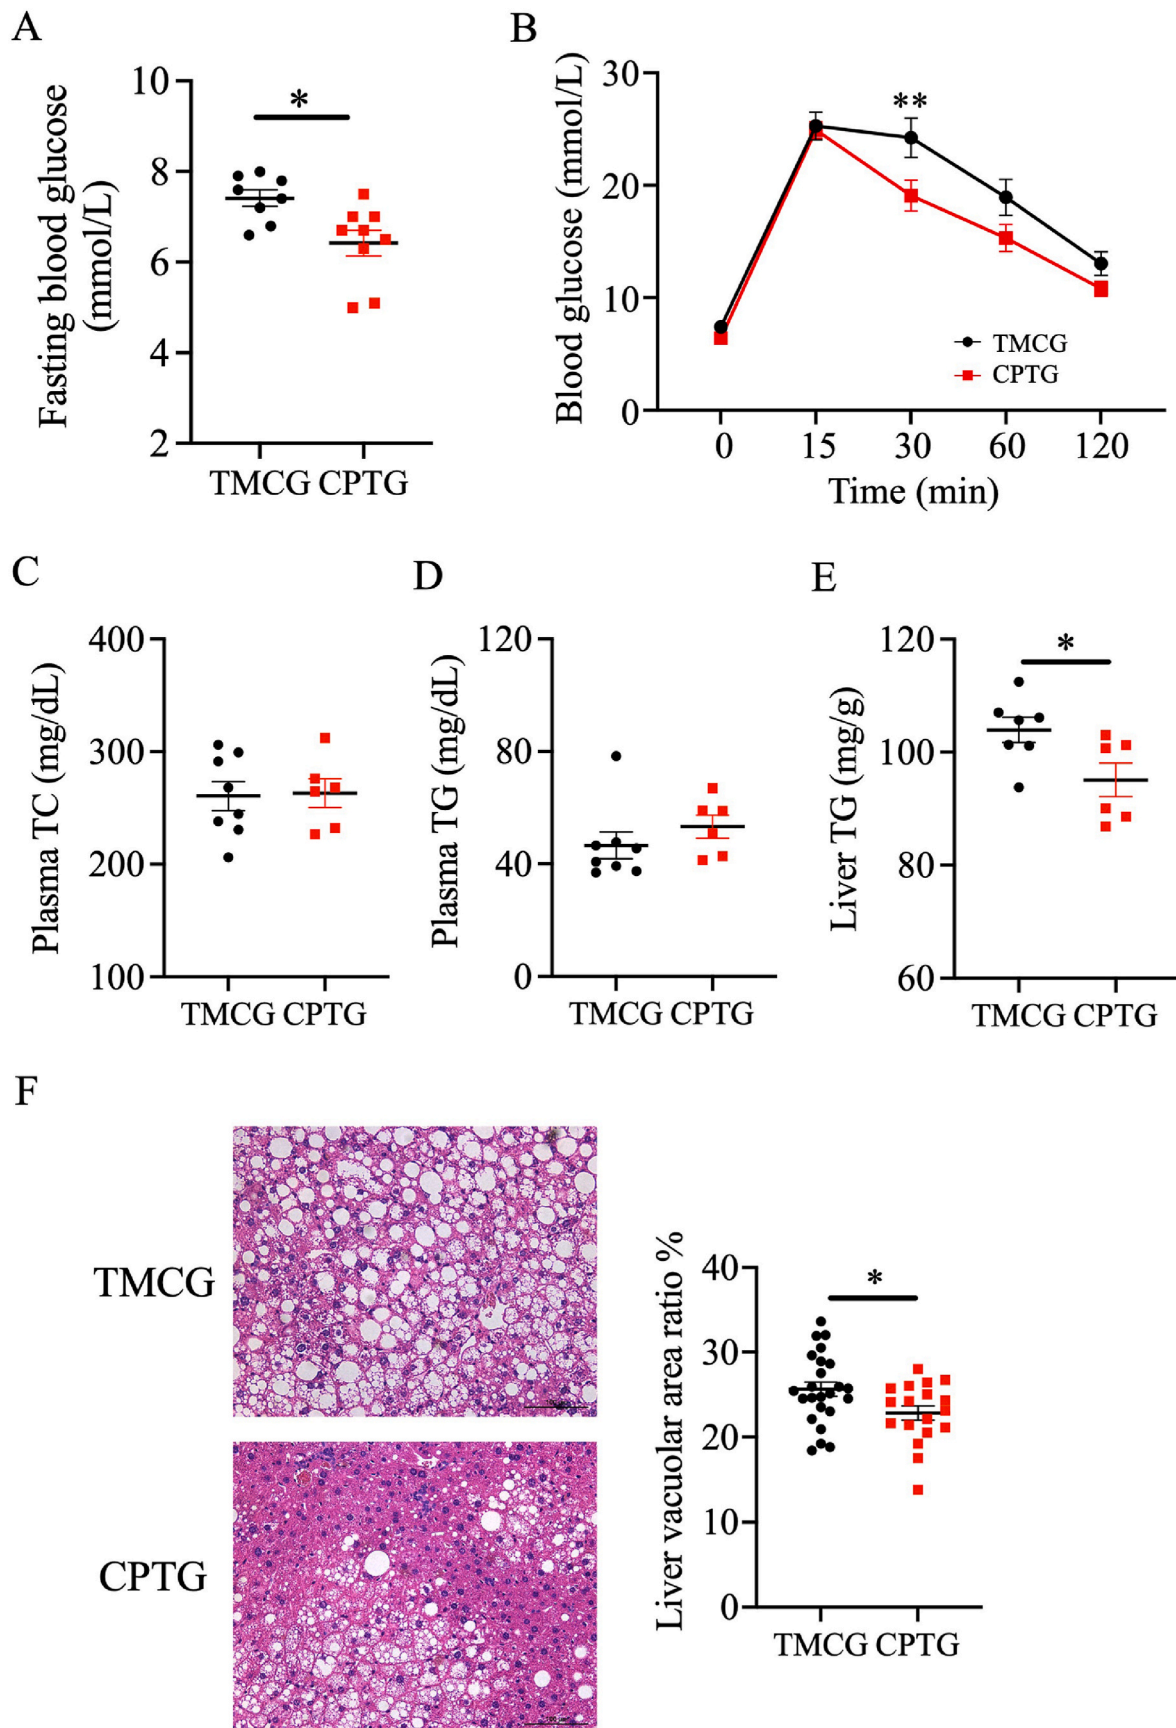 A
Fasting blood glucose
(mmol/L)
10
8
6
4
2
*
TMCG CPTG
B
Blood glucose (mmol/L)
30
20
10
0
**
TMCG
CPTG
0 15 30 60 120
Time (min)
C
Plasma TC (mg/dL)
400
300
200
100
TMCG CPTG
D
Plasma TG (mg/dL)
120
80
40
0
TMCG CPTG
E
Liver TG (mg/g)
120
100
80
60
*
TMCG CPTG
F
TMCG
CPTG
Liver vacuolar area ratio %
40
30
20
10
0
*
TMCG CPTG